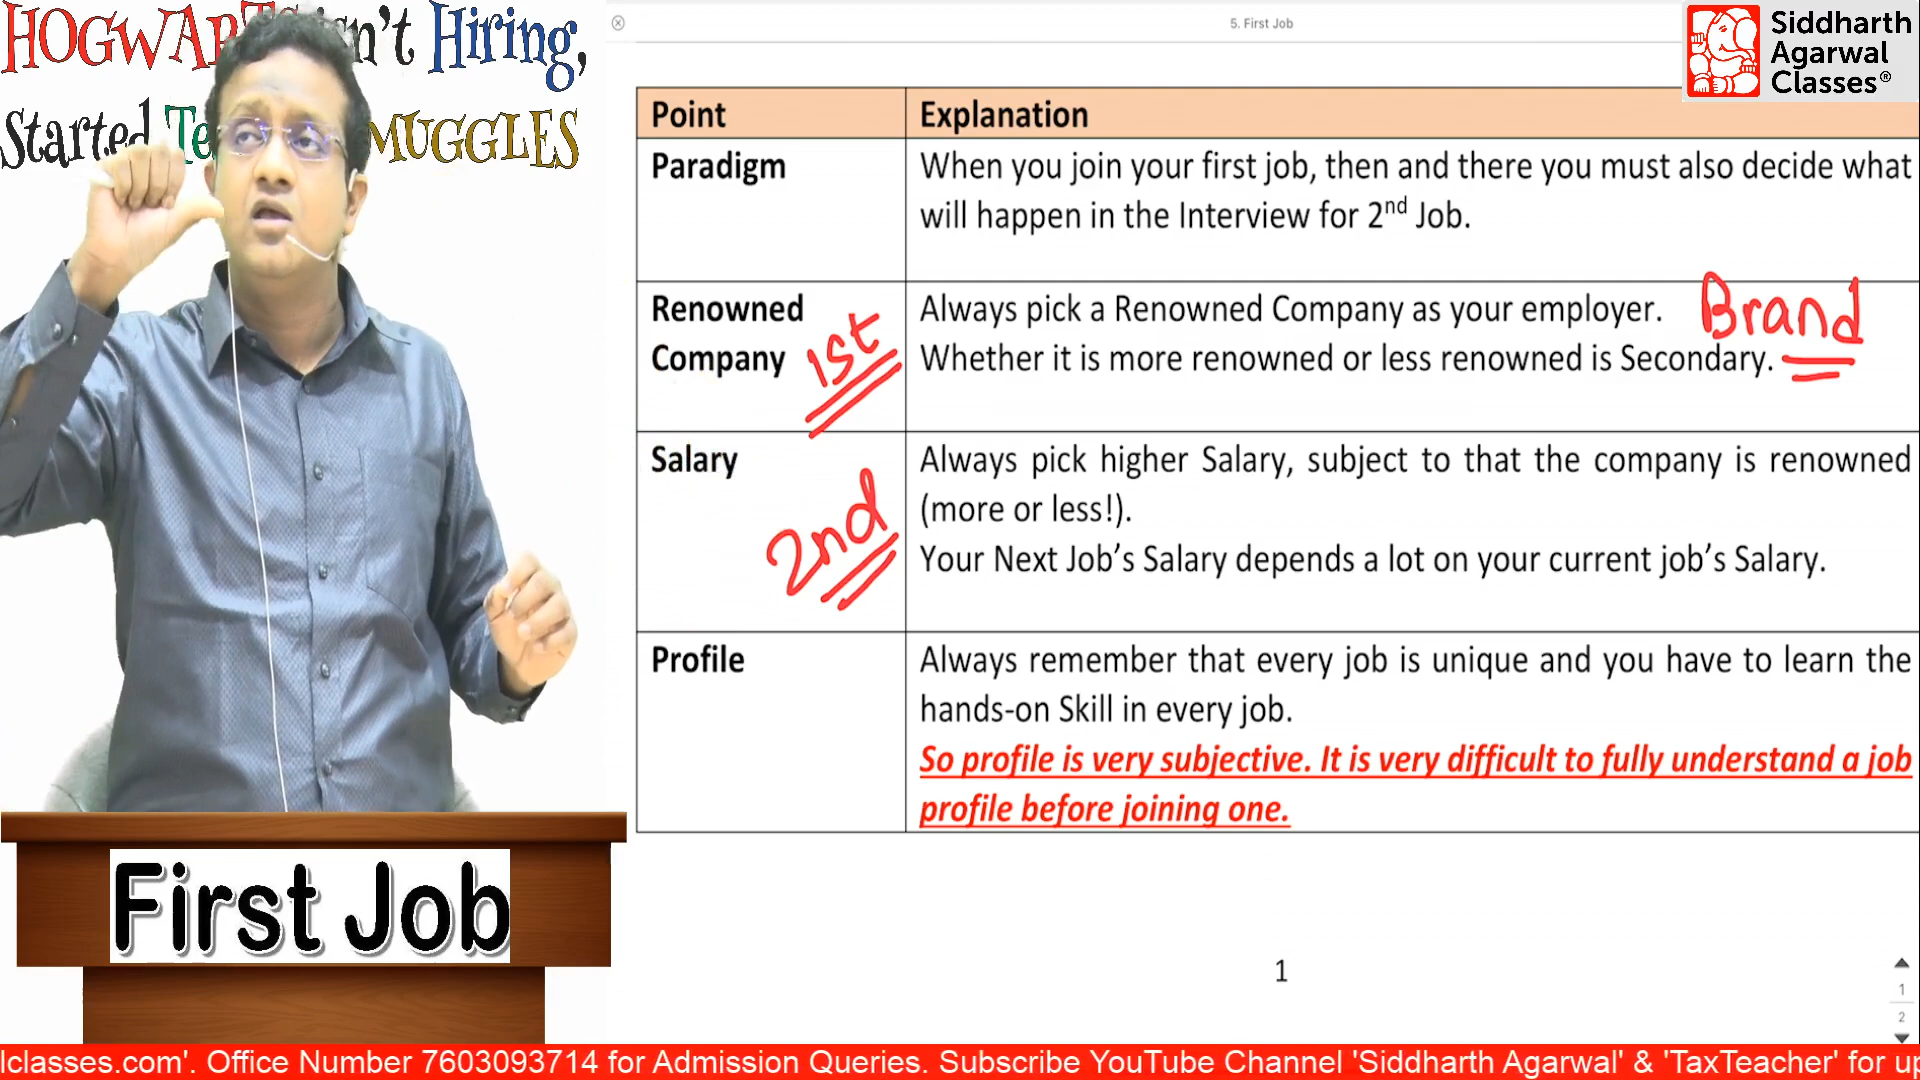 HOGWARTS isn't Hiring,
Started Te MUGGLES
5. First Job
Siddharth
Agarwal
Classes®
Point Explanation
Paradigm When you join your first job, then and there you must also decide what
will happen in the Interview for 2nd Job.
Renowned Always pick a Renowned Company as your employer. Brand
Company 1st Whether it is more renowned or less renowned is Secondary.
Salary Always pick higher Salary, subject to that the company is renowned
2nd (more or less!).
Your Next Job's Salary depends a lot on your current job's Salary.
Profile Always remember that every job is unique and you have to learn the
hands-on Skill in every job.
So profile is very subjective. It is very difficult to fully understand a job
profile before joining one.
First Job
1
1
2
lclasses.com'. Office Number 7603093714 for Admission Queries. Subscribe YouTube Channel 'Siddharth Agarwal' & 'TaxTeacher' for up